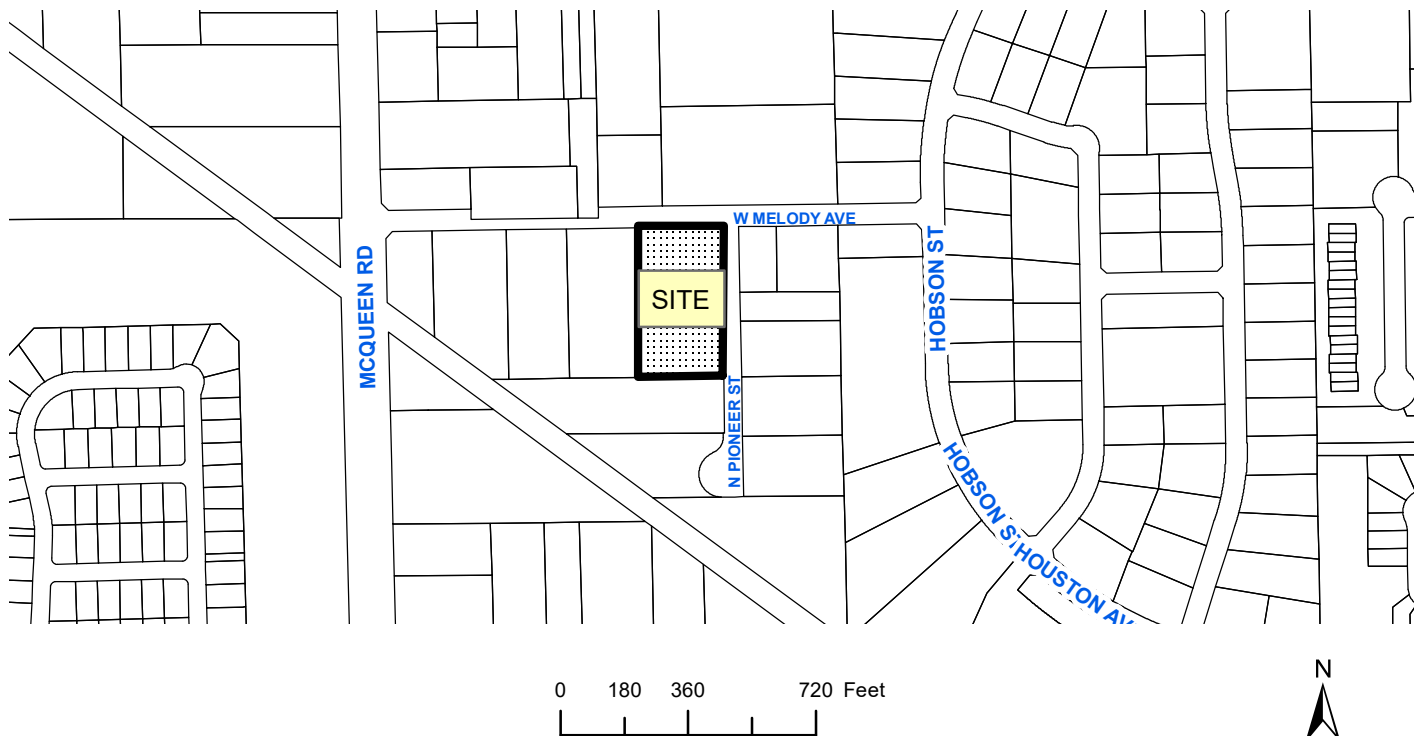 W MELODY AVE
MCQUEEN RD
SITE
HOBSON ST
N PIONEER ST
HOBSON ST
HOUSTON AV
0 180 360 720 Feet
N